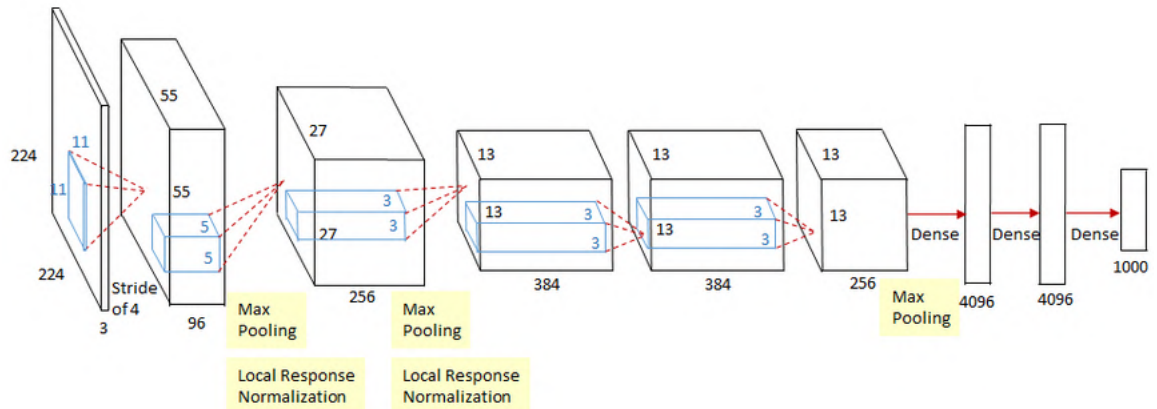 224
11
11
224
3
Stride
of 4
55
55
5
5
96
Max
Pooling
Local Response
Normalization
27
3
3
27
256
Max
Pooling
Local Response
Normalization
13
13
3
3
384
13
3
13
3
384
13
13
256
Dense
Max
Pooling
4096
Dense
4096
Dense
1000